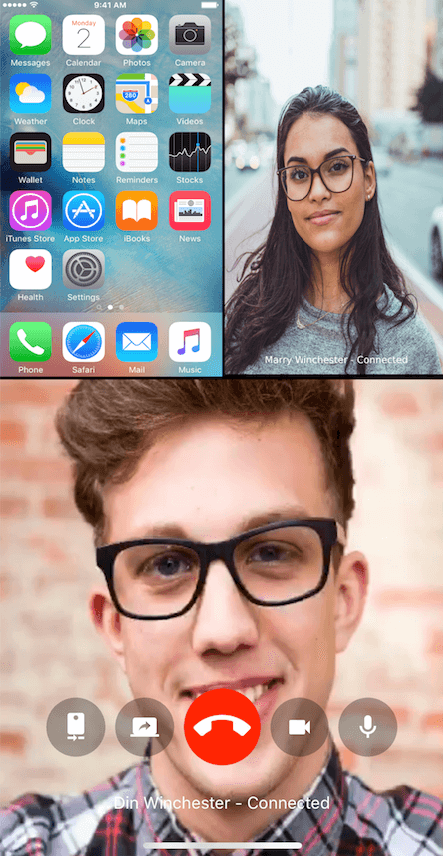 9:41 AM
Monday
2
280
Messages
Calendar
Photos
Camera
Weather
Clock
Maps
Videos
Wallet
Notes
Reminders
Stocks
iTunes Store
App Store
iBooks
News
Health
Settings
Phone
Safari
Mail
Music
Marry Winchester - Connected
Din Winchester - Connected